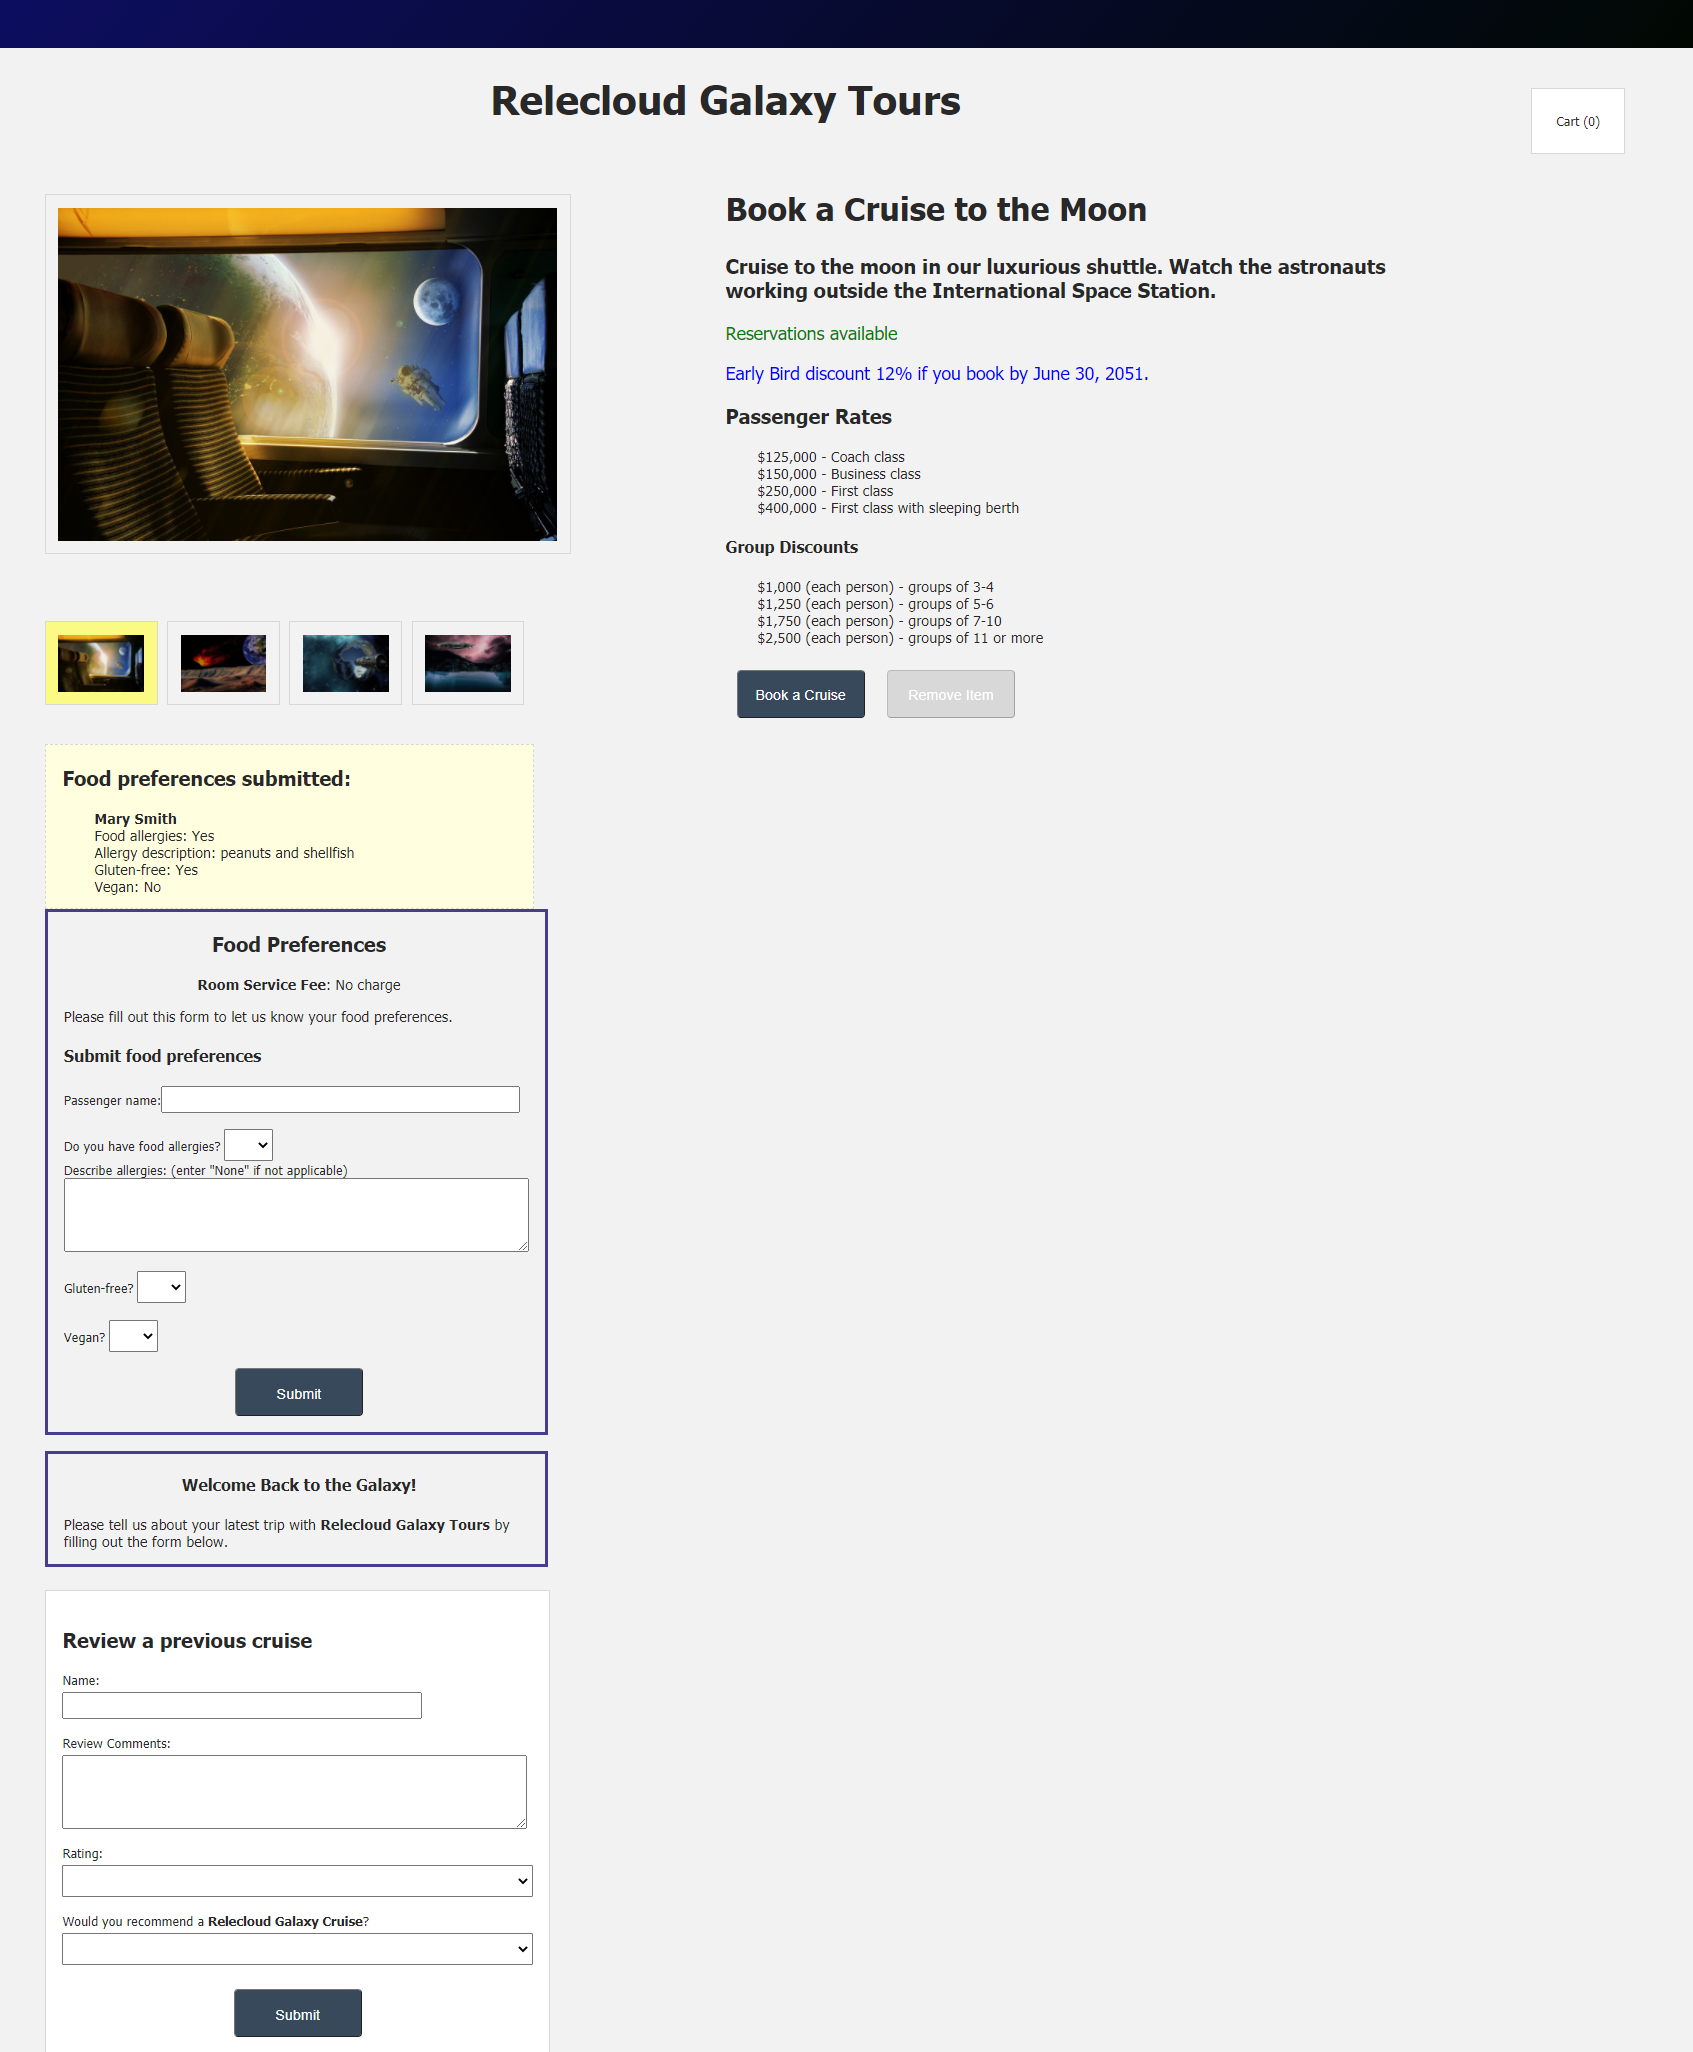 Relecloud Galaxy Tours
Cart (0)
Book a Cruise to the Moon
Cruise to the moon in our luxurious shuttle. Watch the astronauts
working outside the International Space Station.
Reservations available
Early Bird discount 12% if you book by June 30, 2051.
Passenger Rates
$125,000 - Coach class
$150,000 - Business class
$250,000 - First class
$400,000 - First class with sleeping berth
Group Discounts
$1,000 (each person) - groups of 3-4
$1,250 (each person) - groups of 5-6
$1,750 (each person) - groups of 7-10
$2,500 (each person) - groups of 11 or more
Book a Cruise
Remove Item
Food preferences submitted:
Mary Smith
Food allergies: Yes
Allergy description: peanuts and shellfish
Gluten-free: Yes
Vegan: No
Food Preferences
Room Service Fee: No charge
Please fill out this form to let us know your food preferences.
Submit food preferences
Passenger name:
Do you have food allergies?
Describe allergies: (enter "None" if not applicable)
Gluten-free?
Vegan?
Submit
Welcome Back to the Galaxy!
Please tell us about your latest trip with Relecloud Galaxy Tours by
filling out the form below.
Review a previous cruise
Name:
Review Comments:
Rating:
Would you recommend a Relecloud Galaxy Cruise?
Submit